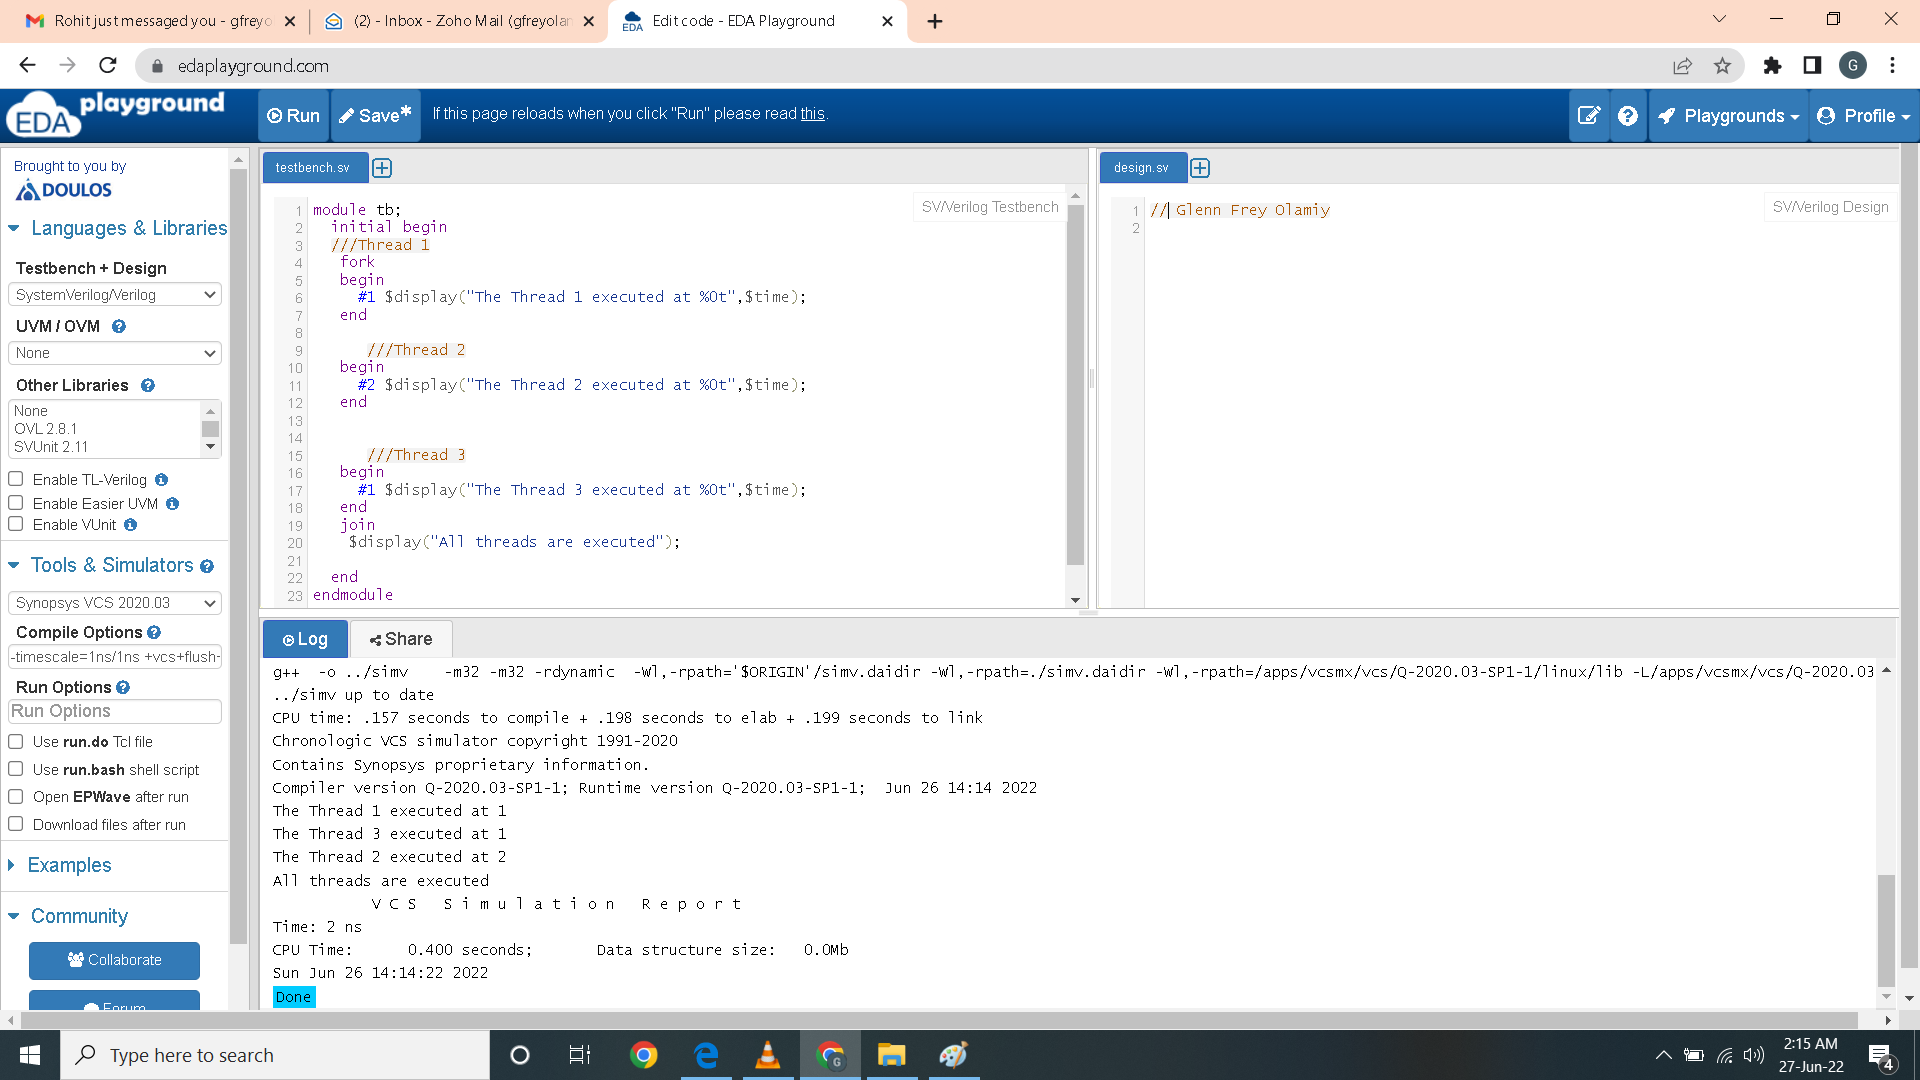 Rohit just messaged you - gfreyo
(2) - Inbox - Zoho Mail (gfreyolan
Edit code - EDA Playground
edaplayground.com
G
EDA playground
Run
Save*
If this page reloads when you click "Run" please read this.
Playgrounds
Profile
Brought to you by
DOULOS
Languages & Libraries
Testbench + Design
SystemVerilog/Verilog
UVM / OVM
None
Other Libraries
None
OVL 2.8.1
SVUnit 2.11
Enable TL-Verilog
Enable Easier UVM
Enable VUnit
Tools & Simulators
Synopsys VCS 2020.03
Compile Options
-timescale=1ns/1ns +vcs+flush+
Run Options
Run Options
Use run.do Tcl file
Use run.bash shell script
Open EPWave after run
Download files after run
Examples
Community
Collaborate
Forum
testbench.sv
SV/Verilog Testbench
1 module tb;
2 initial begin
3 ///Thread 1
4 fork
5 begin
6 #1 $display("The Thread 1 executed at %0t",$time);
7 end
8
9 ///Thread 2
10 begin
11 #2 $display("The Thread 2 executed at %0t",$time);
12 end
13
14
15 ///Thread 3
16 begin
17 #1 $display("The Thread 3 executed at %0t",$time);
18 end
19 join
20 $display("All threads are executed");
21
22 end
23 endmodule
design.sv
SV/Verilog Design
1 // Glenn Frey Olamiy
2
Log
Share
g++ -o ../simv -m32 -m32 -rdynamic -Wl,-rpath='$ORIGIN'/simv.daidir -Wl,-rpath=./simv.daidir -Wl,-rpath=/apps/vcsmx/vcs/Q-2020.03-SP1-1/linux/lib -L/apps/vcsmx/vcs/Q-2020.03
../simv up to date
CPU time: .157 seconds to compile + .198 seconds to elab + .199 seconds to link
Chronologic VCS simulator copyright 1991-2020
Contains Synopsys proprietary information.
Compiler version Q-2020.03-SP1-1; Runtime version Q-2020.03-SP1-1; Jun 26 14:14 2022
The Thread 1 executed at 1
The Thread 3 executed at 1
The Thread 2 executed at 2
All threads are executed
V C S S i m u l a t i o n R e p o r t
Time: 2 ns
CPU Time: 0.400 seconds; Data structure size: 0.0Mb
Sun Jun 26 14:14:22 2022
Done
Type here to search
G
2:15 AM
27-Jun-22
4